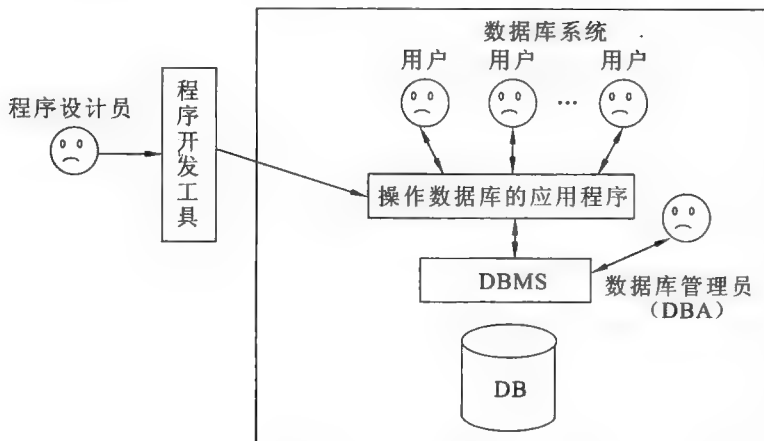 数据库系统
用户 用户 用户
程序设计员
程序开发工具
…
操作数据库的应用程序
DBMS
数据库管理员
(DBA)
DB